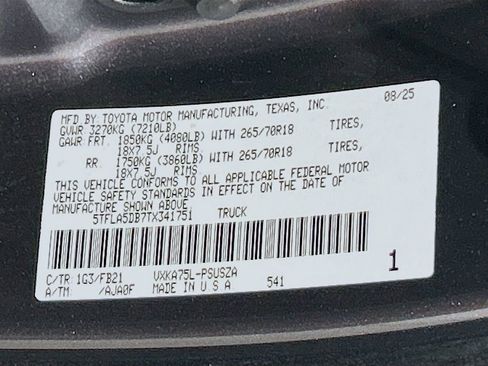 MFD BY: TOYOTA MOTOR MANUFACTURING, TEXAS, INC. 08/25
GVWR 3270KG (7210LB)
GAWR: FRT. 1850KG (4080LB) WITH 265/70R18 TIRES,
18X7.5J RIMS
RR. 1750KG (3860LB) WITH 265/70R18 TIRES,
18X7.5J RIMS
THIS VEHICLE CONFORMS TO ALL APPLICABLE FEDERAL MOTOR
VEHICLE SAFETY STANDARDS IN EFFECT ON THE DATE OF
MANUFACTURE SHOWN ABOVE.
5TFLA5DB7TX341751 TRUCK
C/TR: 1G3/FB21 VXKA75L-PSUSZA
A/TM: /AJA0F MADE IN U S A 541 1